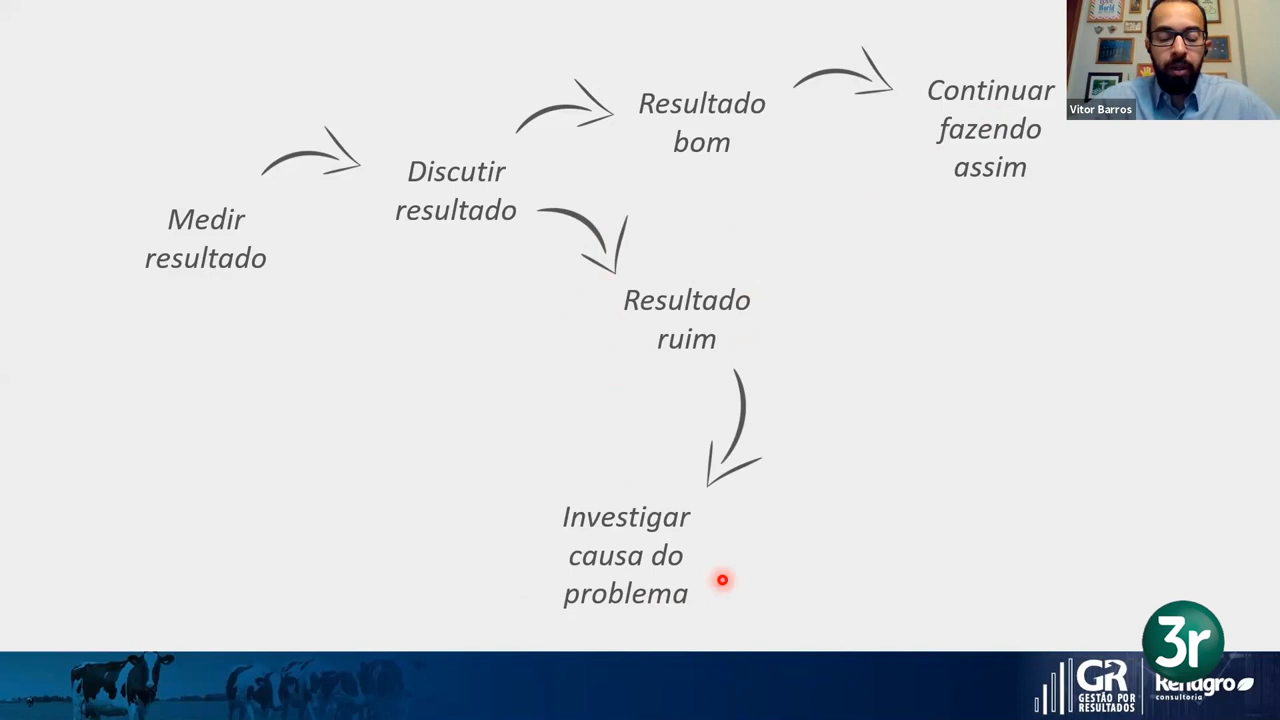 Medir
resultado
Discutir
resultado
Resultado
bom
Continuar
fazendo
assim
Resultado
ruim
Investigar
causa do
problema
Vitor Barros
GR
GESTÃO POR
RESULTADOS
3r
Renagro
consultoria